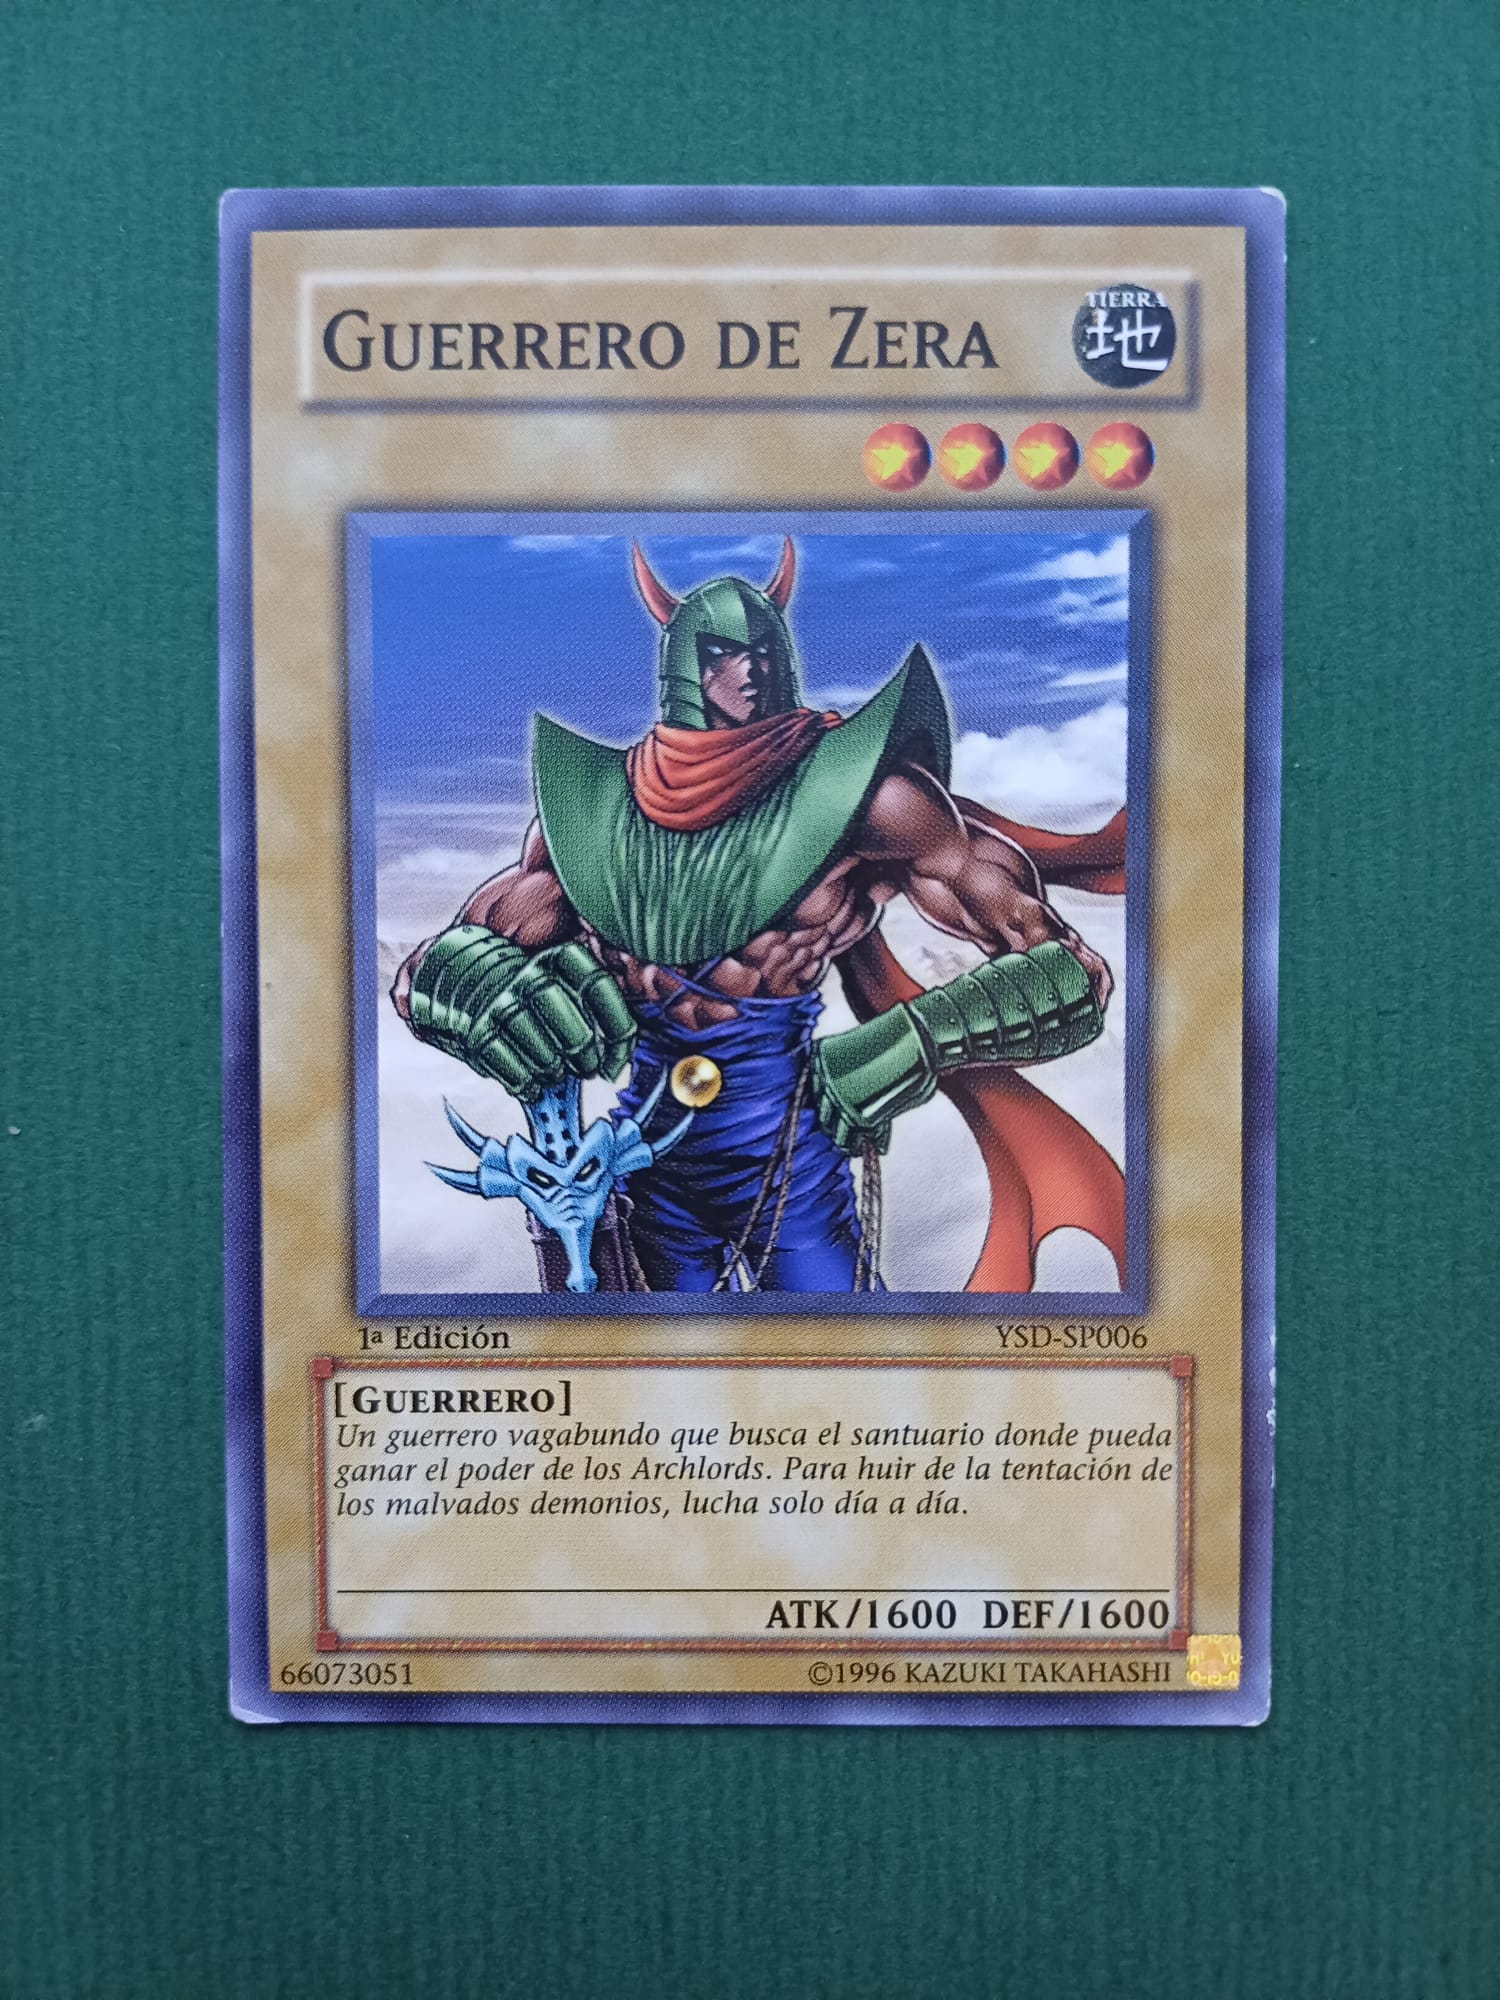 GUERRERO DE ZERA
TIERRA
地
1ª Edición
YSD-SP006
[GUERRERO]
Un guerrero vagabundo que busca el santuario donde pueda
ganar el poder de los Archlords. Para huir de la tentación de
los malvados demonios, lucha solo día a día.
ATK/1600 DEF/1600
66073051
©1996 KAZUKI TAKAHASHI